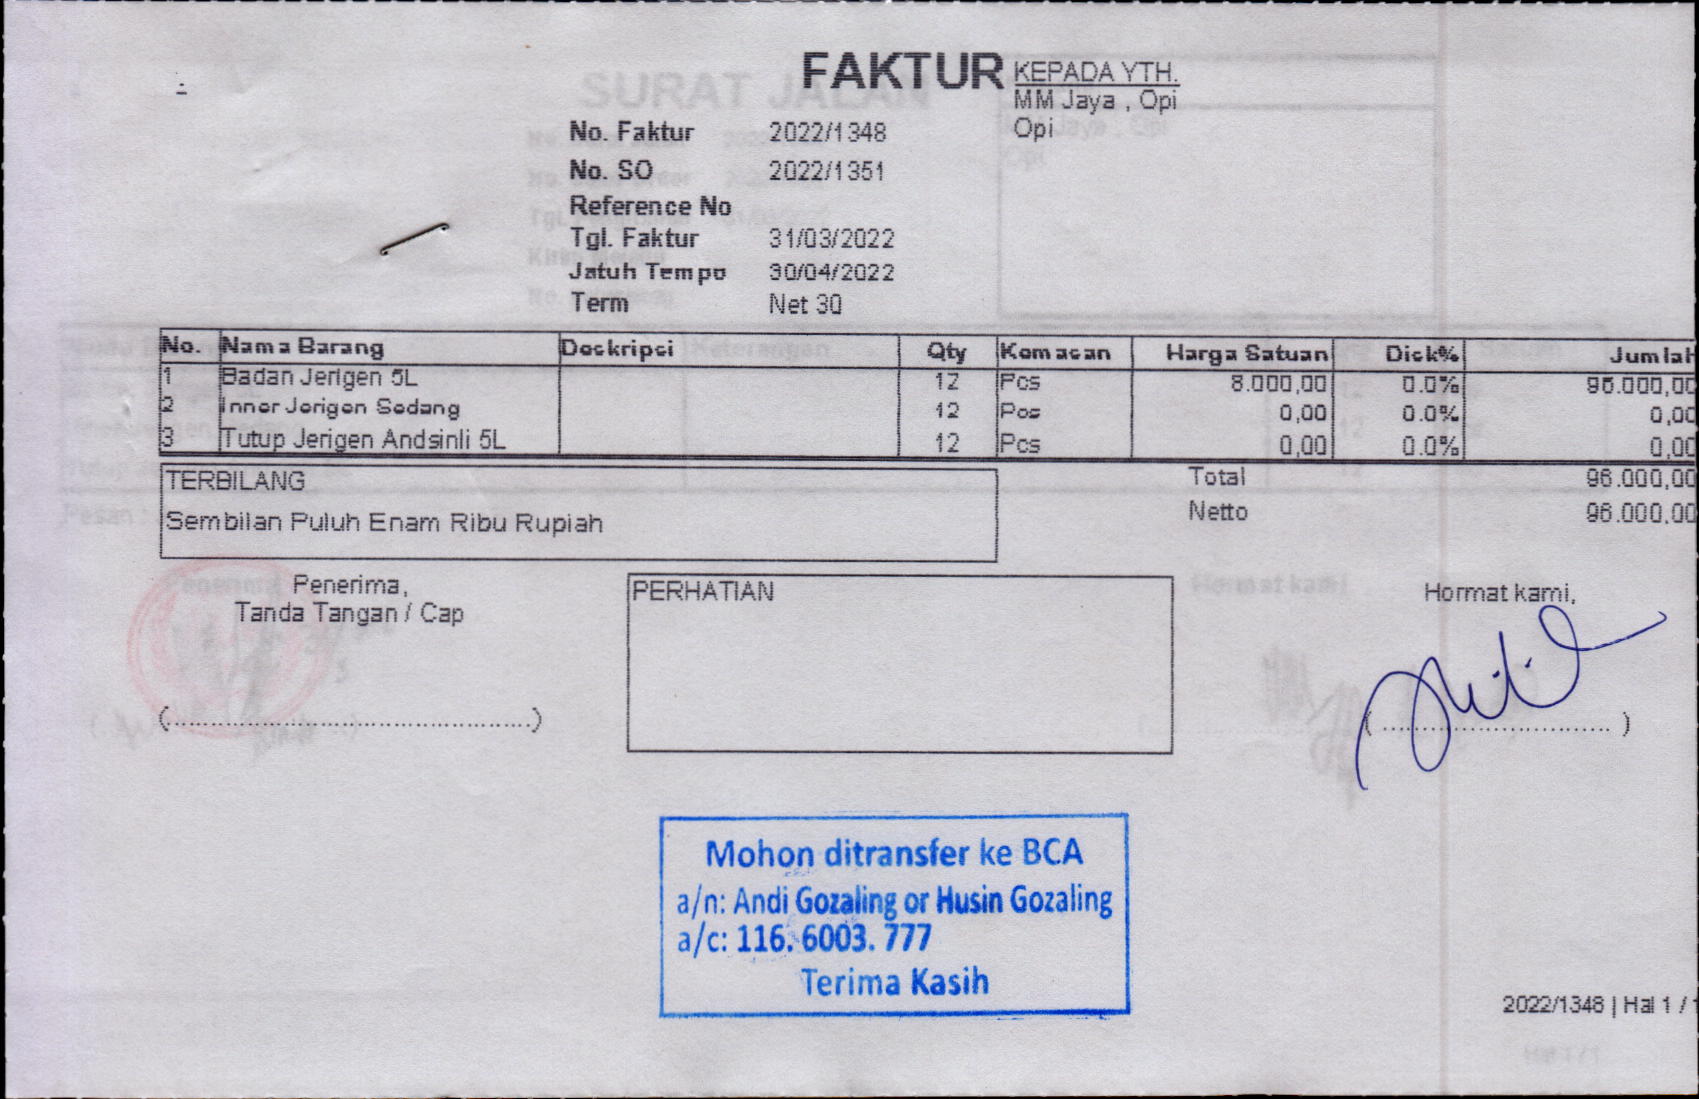 FAKTUR
KEPADA YTH.
MM Jaya , Opi
Opi
No. Faktur 2022/1348
No. SO 2022/1351
Reference No
Tgl. Faktur 31/03/2022
Jatuh Tempo 30/04/2022
Term Net 30
No. Nama Barang Deskripsi Qty Kemasan Harga Satuan Disk% Jumlah
1 Badan Jerigen 5L 12 Pcs 8.000,00 0.0% 96.000,00
2 Inner Jerigen Sedang 12 Pcs 0,00 0.0% 0,00
3 Tutup Jerigen Andsinli 5L 12 Pcs 0,00 0.0% 0,00
TERBILANG
Sembilan Puluh Enam Ribu Rupiah
Total 96.000,00
Netto 96.000,00
Penerima,
Tanda Tangan / Cap
(..........................................)
PERHATIAN
Hormat kami,
( .............................. )
Mohon ditransfer ke BCA
a/n: Andi Gozaling or Husin Gozaling
a/c: 116. 6003. 777
Terima Kasih
2022/1348 | Hal 1 / 1
SURAT JALAN